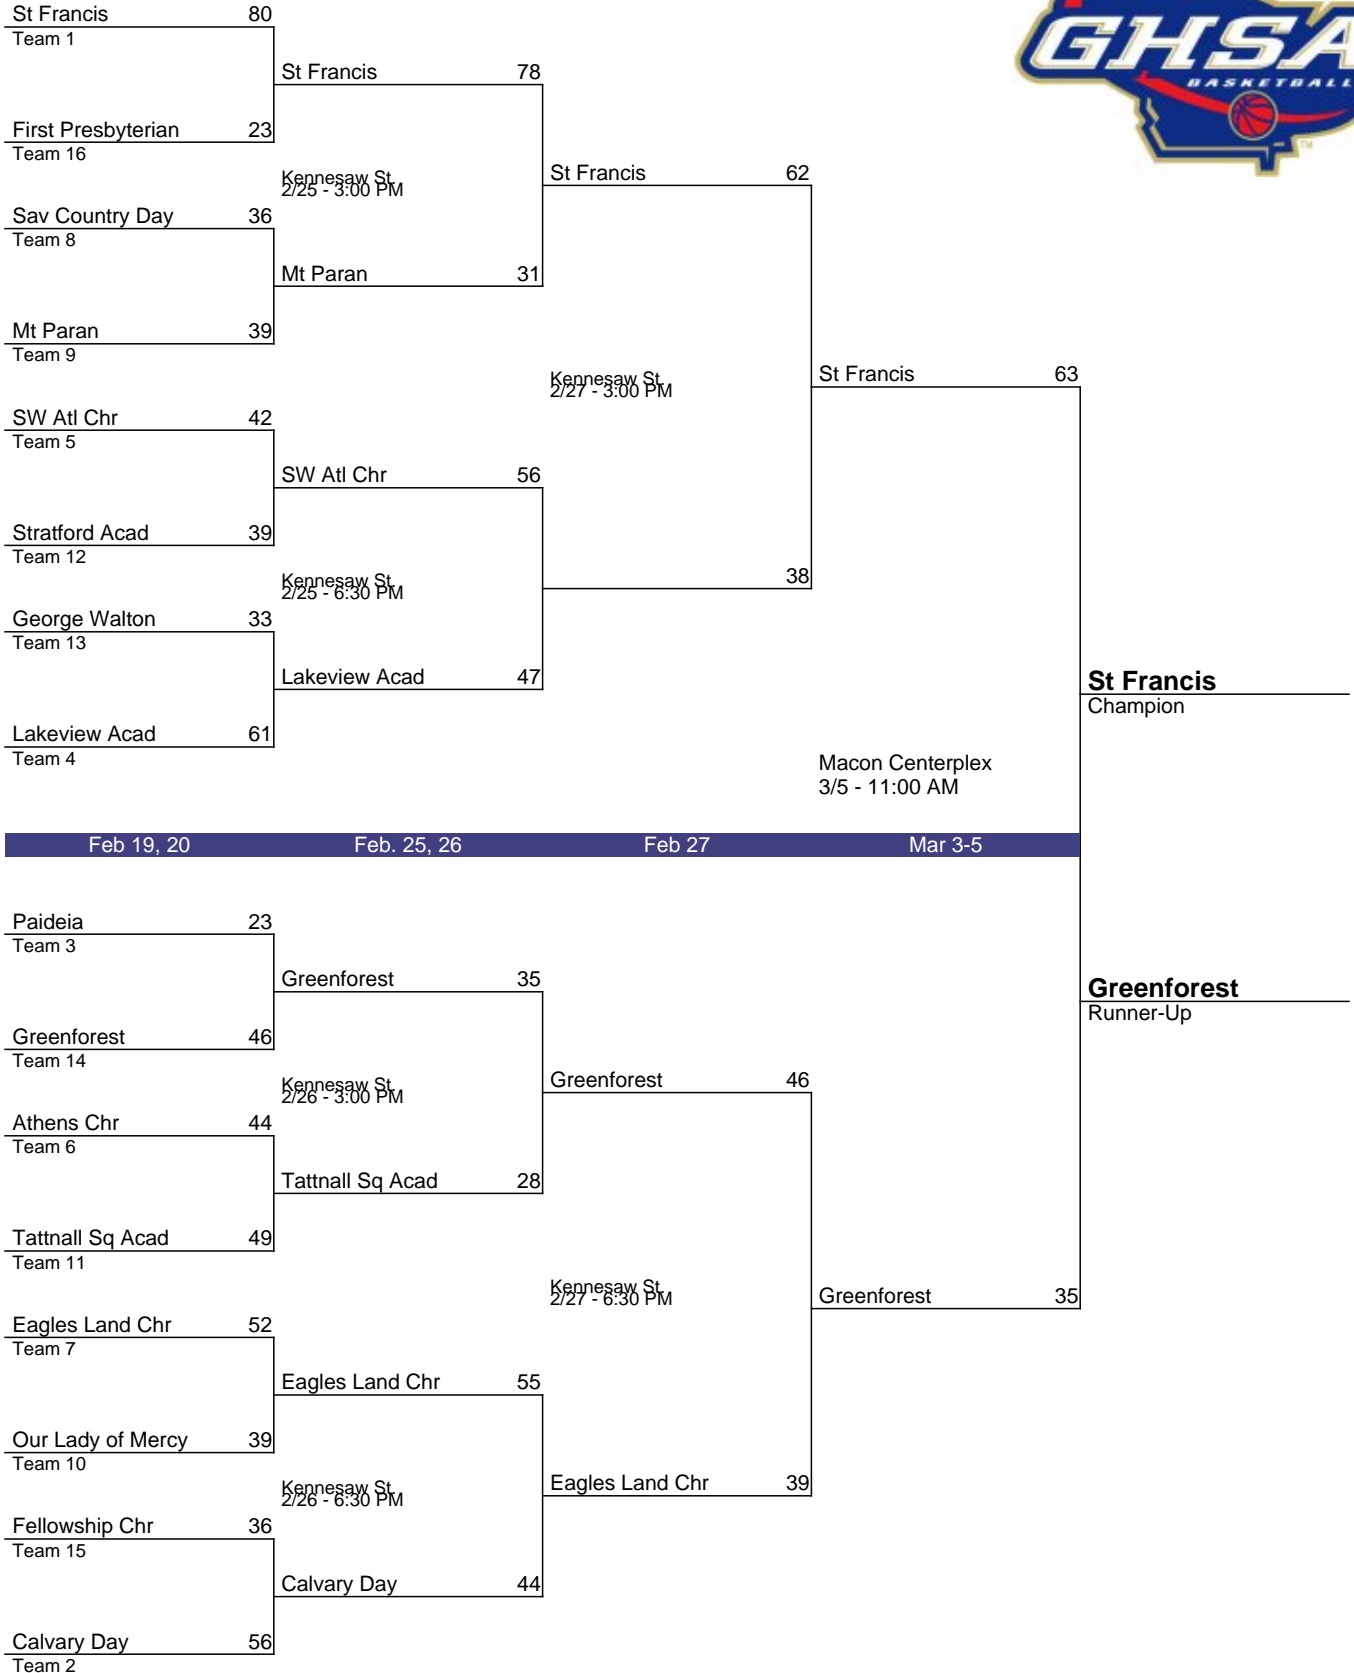 GHSA
BASKETBALL
TM
St Francis 80
Team 1
St Francis 78
First Presbyterian 23
Team 16
Kennesaw St.
2/25 - 3:00 PM
St Francis 62
Sav Country Day 36
Team 8
Mt Paran 31
Mt Paran 39
Team 9
Kennesaw St.
2/27 - 3:00 PM
St Francis 63
SW Atl Chr 42
Team 5
SW Atl Chr 56
Stratford Acad 39
Team 12
Kennesaw St.
2/25 - 6:30 PM
38
George Walton 33
Team 13
Lakeview Acad 47
St Francis
Champion
Lakeview Acad 61
Team 4
Macon Centerplex
3/5 - 11:00 AM
Feb 19, 20 Feb. 25, 26 Feb 27 Mar 3-5
Paideia 23
Team 3
Greenforest 35
Greenforest
Runner-Up
Greenforest 46
Team 14
Kennesaw St.
2/26 - 3:00 PM
Greenforest 46
Athens Chr 44
Team 6
Tattnall Sq Acad 28
Tattnall Sq Acad 49
Team 11
Kennesaw St.
2/27 - 6:30 PM
Greenforest 35
Eagles Land Chr 52
Team 7
Eagles Land Chr 55
Our Lady of Mercy 39
Team 10
Kennesaw St.
2/26 - 6:30 PM
Eagles Land Chr 39
Fellowship Chr 36
Team 15
Calvary Day 44
Calvary Day 56
Team 2